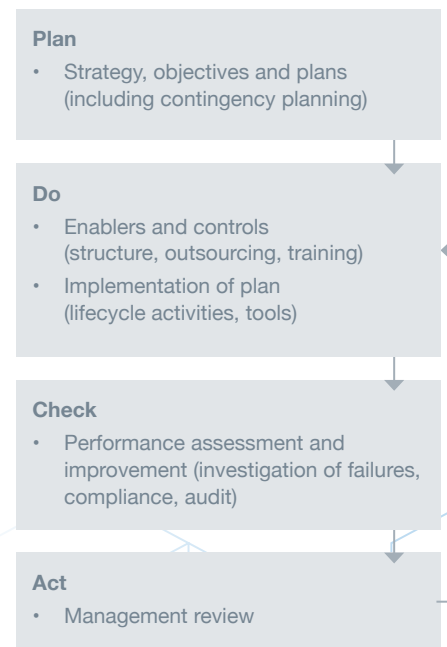 Plan
• Strategy, objectives and plans
(including contingency planning)
Do
• Enablers and controls
(structure, outsourcing, training)
• Implementation of plan
(lifecycle activities, tools)
Check
• Performance assessment and
improvement (investigation of failures,
compliance, audit)
Act
• Management review